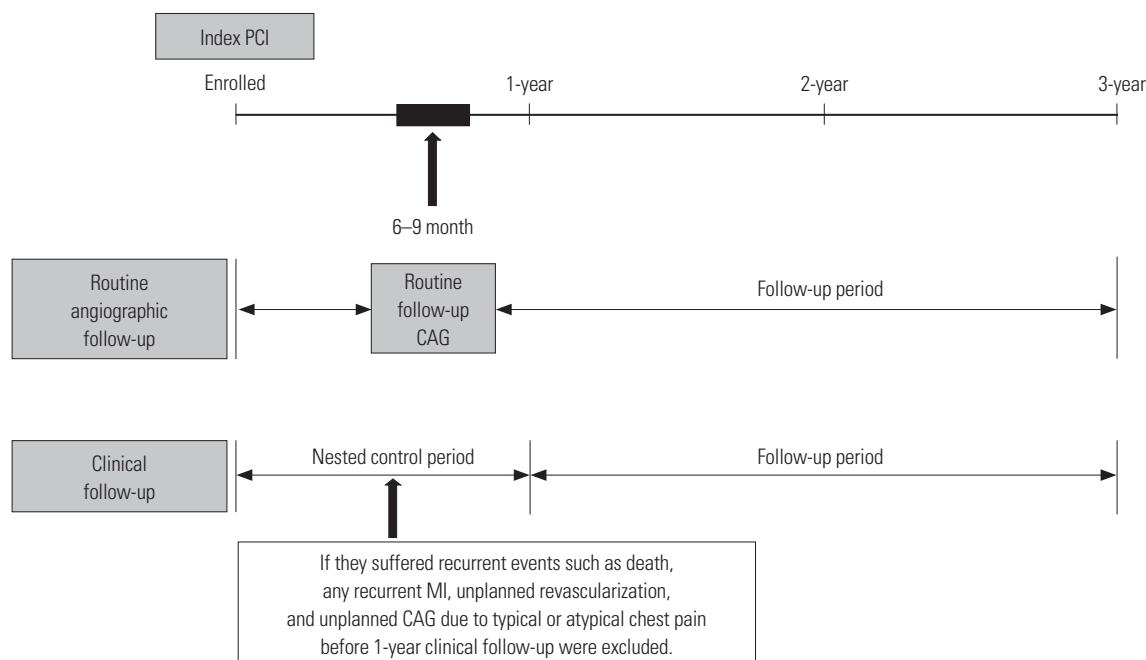 Index PCI
Enrolled
1-year
2-year
3-year
6–9 month
Routine
angiographic
follow-up
Routine
follow-up
CAG
Follow-up period
Clinical
follow-up
Nested control period
Follow-up period
If they suffered recurrent events such as death,
any recurrent MI, unplanned revascularization,
and unplanned CAG due to typical or atypical chest pain
before 1-year clinical follow-up were excluded.